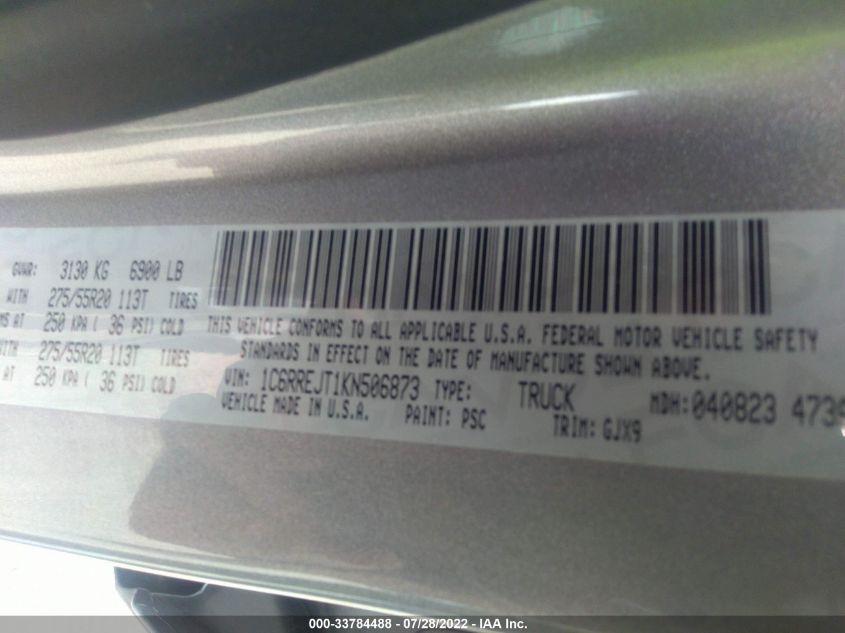 GVWR: 3130 KG 6900 LB
WITH 275/55R20 113T TIRES
MS AT 250 KPA ( 36 PSI) COLD
WITH 275/55R20 113T TIRES
AT 250 KPA ( 36 PSI) COLD
THIS VEHICLE CONFORMS TO ALL APPLICABLE U.S.A. FEDERAL MOTOR VEHICLE SAFETY
STANDARDS IN EFFECT ON THE DATE OF MANUFACTURE SHOWN ABOVE.
VIN: 1C6RREJT1KN506873 TYPE: TRUCK MDH: 040823 4739
VEHICLE MADE IN U.S.A. PAINT: PSC TRIM: GJX9
000-33784488 - 07/28/2022 - IAA Inc.